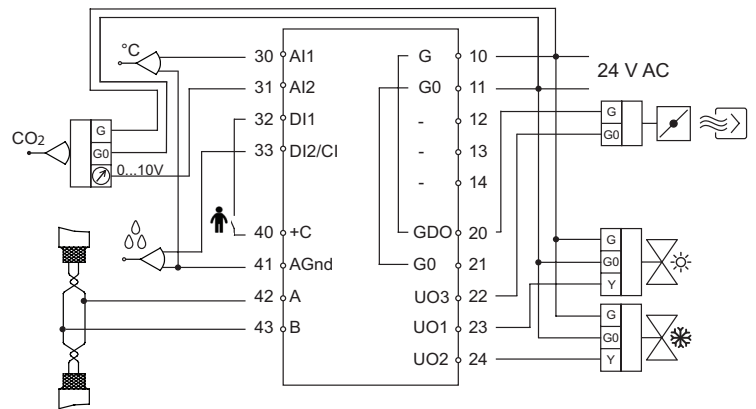 °C
CO2
G
G0
0...10V
30 AI1
31 AI2
32 DI1
33 DI2/CI
40 +C
41 AGnd
42 A
43 B
G 10
G0 11
- 12
- 13
- 14
GDO 20
G0 21
UO3 22
UO1 23
UO2 24
24 V AC
G
G0
G
G0
Y
G
G0
Y